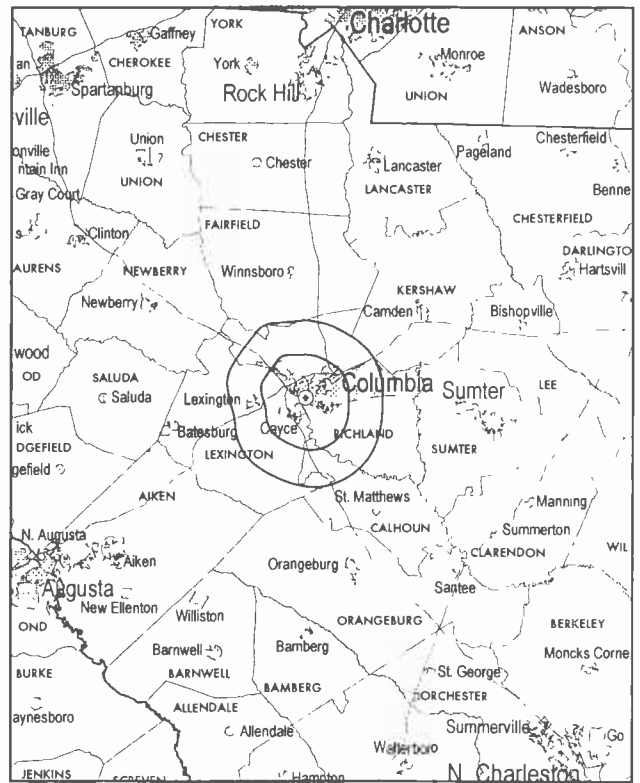 TANBURG
Gaffney
YORK
Charlotte
ANSON
an
CHEROKEE
York
Monroe
Spartanburg
Rock Hill
UNION
Wadesboro
ville
Union
CHESTER
Pageland
Chesterfield
onville
ntain Inn
UNION
Chester
Lancaster
Gray Court
LANCASTER
Benne
CHESTERFIELD
s
Clinton
FAIRFIELD
DARLINGTO
AURENS
NEWBERRY
Winnsboro
Hartsvill
KERSHAW
Newberry
Camden
Bishopville
wood
OD
SALUDA
Saluda
Columbia
Sumter
LEE
Lexington
ick
Batesburg
Cayce
RICHLAND
DGEFIELD
LEXINGTON
SUMTER
gefield
AIKEN
St. Matthews
Manning
CALHOUN
Summerton
N. Augusta
CLARENDON
WIL
Aiken
Orangeburg
Augusta
Santee
New Ellenton
Williston
OND
ORANGEBURG
BERKELEY
Barnwell
Bamberg
Moncks Corne
BURKE
BARNWELL
St. George
BAMBERG
ORCHESTER
aynesboro
ALLENDALE
Allendale
Summerville
Go
Walterboro
JENKINS
SCREVEN
Hampton
N. Charleston